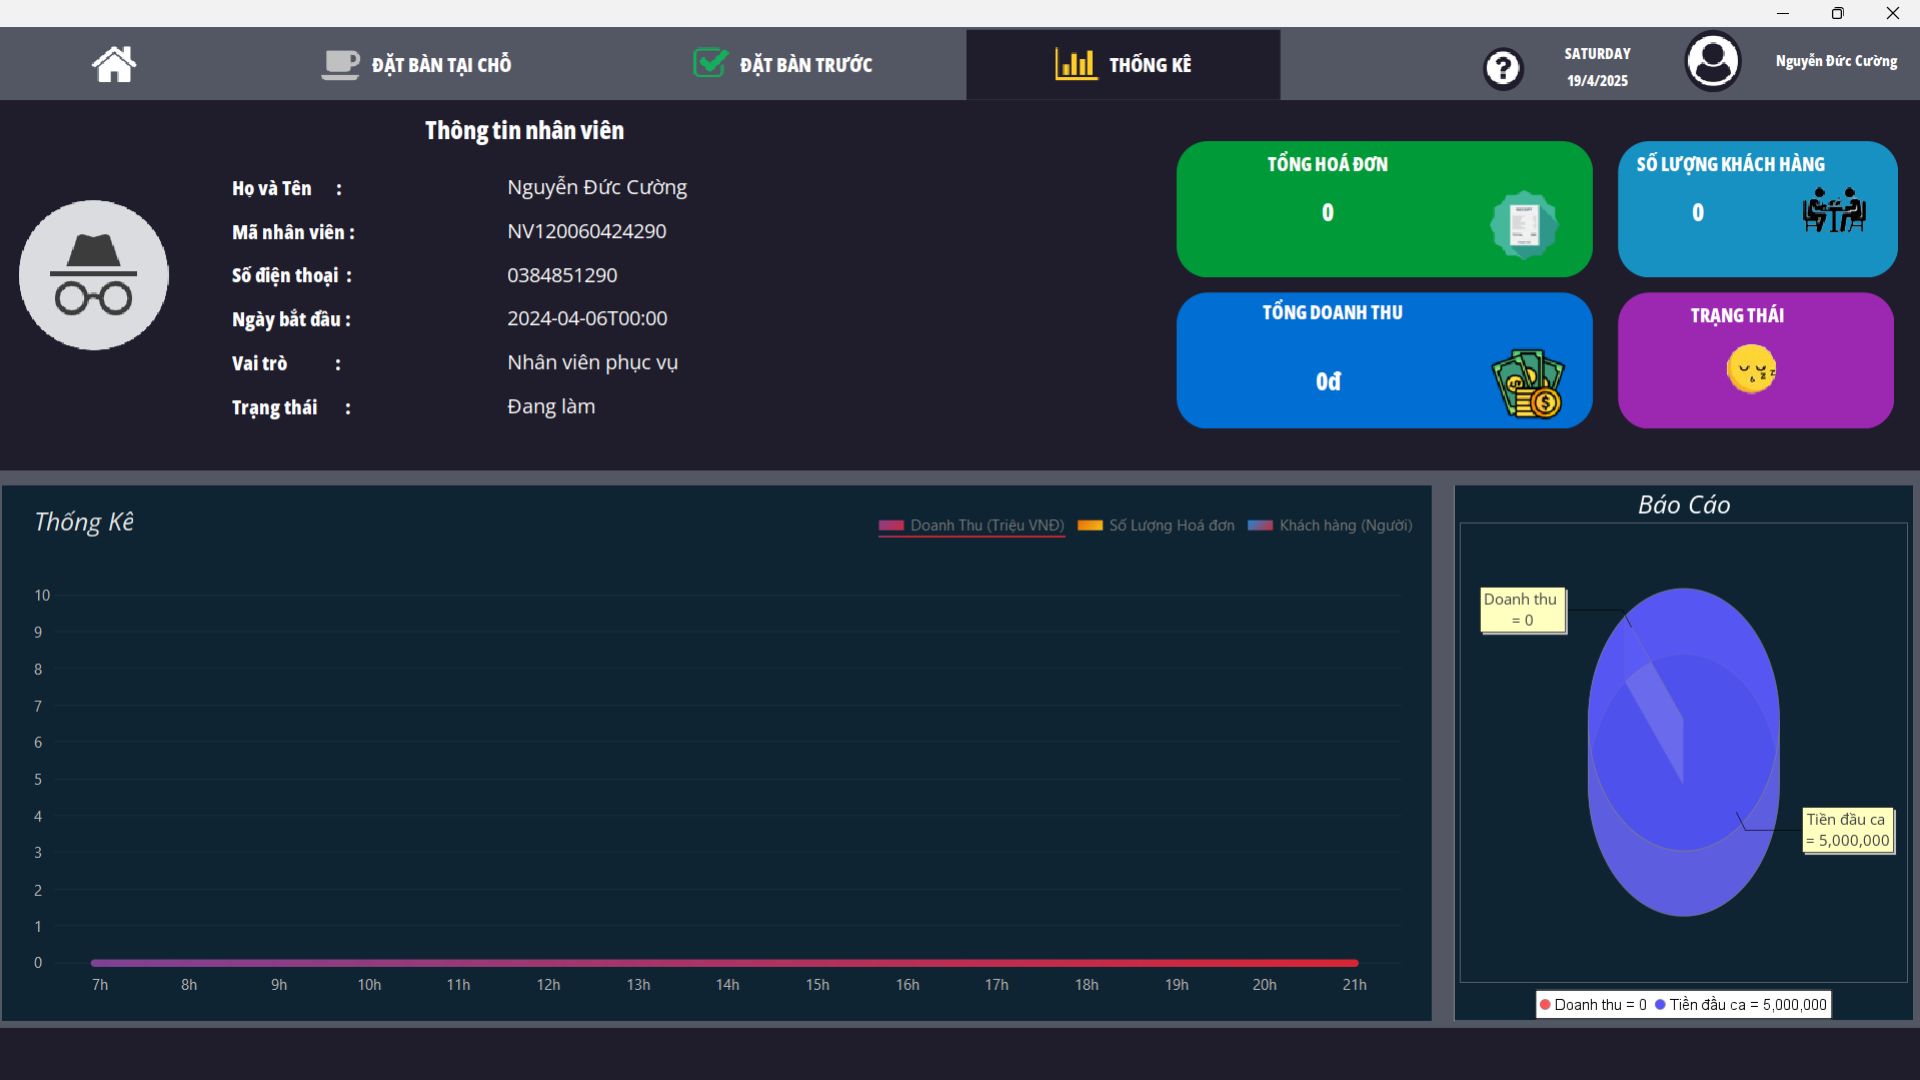 ĐẶT BÀN TẠI CHỖ
ĐẶT BÀN TRƯỚC
THỐNG KÊ
?
SATURDAY
19/4/2025
Nguyễn Đức Cường
Thông tin nhân viên
Họ và Tên : Nguyễn Đức Cường
Mã nhân viên : NV120060424290
Số điện thoại : 0384851290
Ngày bắt đầu : 2024-04-06T00:00
Vai trò : Nhân viên phục vụ
Trạng thái : Đang làm
TỔNG HOÁ ĐƠN
0
SỐ LƯỢNG KHÁCH HÀNG
0
TỔNG DOANH THU
0đ
TRẠNG THÁI
Thống Kê
Doanh Thu (Triệu VNĐ) Số Lượng Hoá đơn Khách hàng (Người)
10
9
8
7
6
5
4
3
2
1
0
7h 8h 9h 10h 11h 12h 13h 14h 15h 16h 17h 18h 19h 20h 21h
Báo Cáo
Doanh thu
= 0
Tiền đầu ca
= 5,000,000
Doanh thu = 0 Tiền đầu ca = 5,000,000